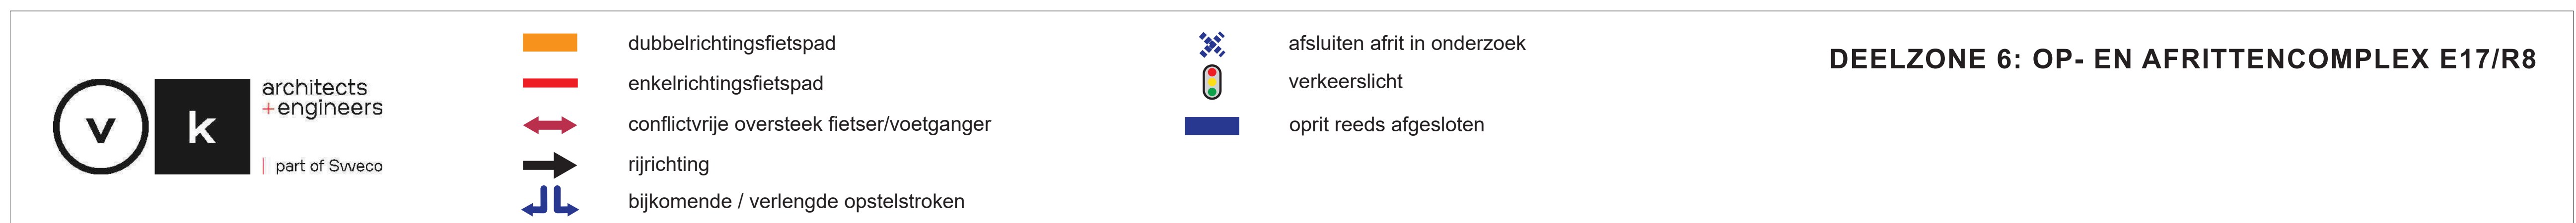 v k
architects
+engineers
part of Sweco
dubbelrichtingsfietspad
enkelrichtingsfietspad
conflictvrije oversteek fietser/voetganger
rijrichting
bijkomende / verlengde opstelstroken
afsluiten afrit in onderzoek
verkeerslicht
oprit reeds afgesloten
DEELZONE 6: OP- EN AFRITTENCOMPLEX E17/R8